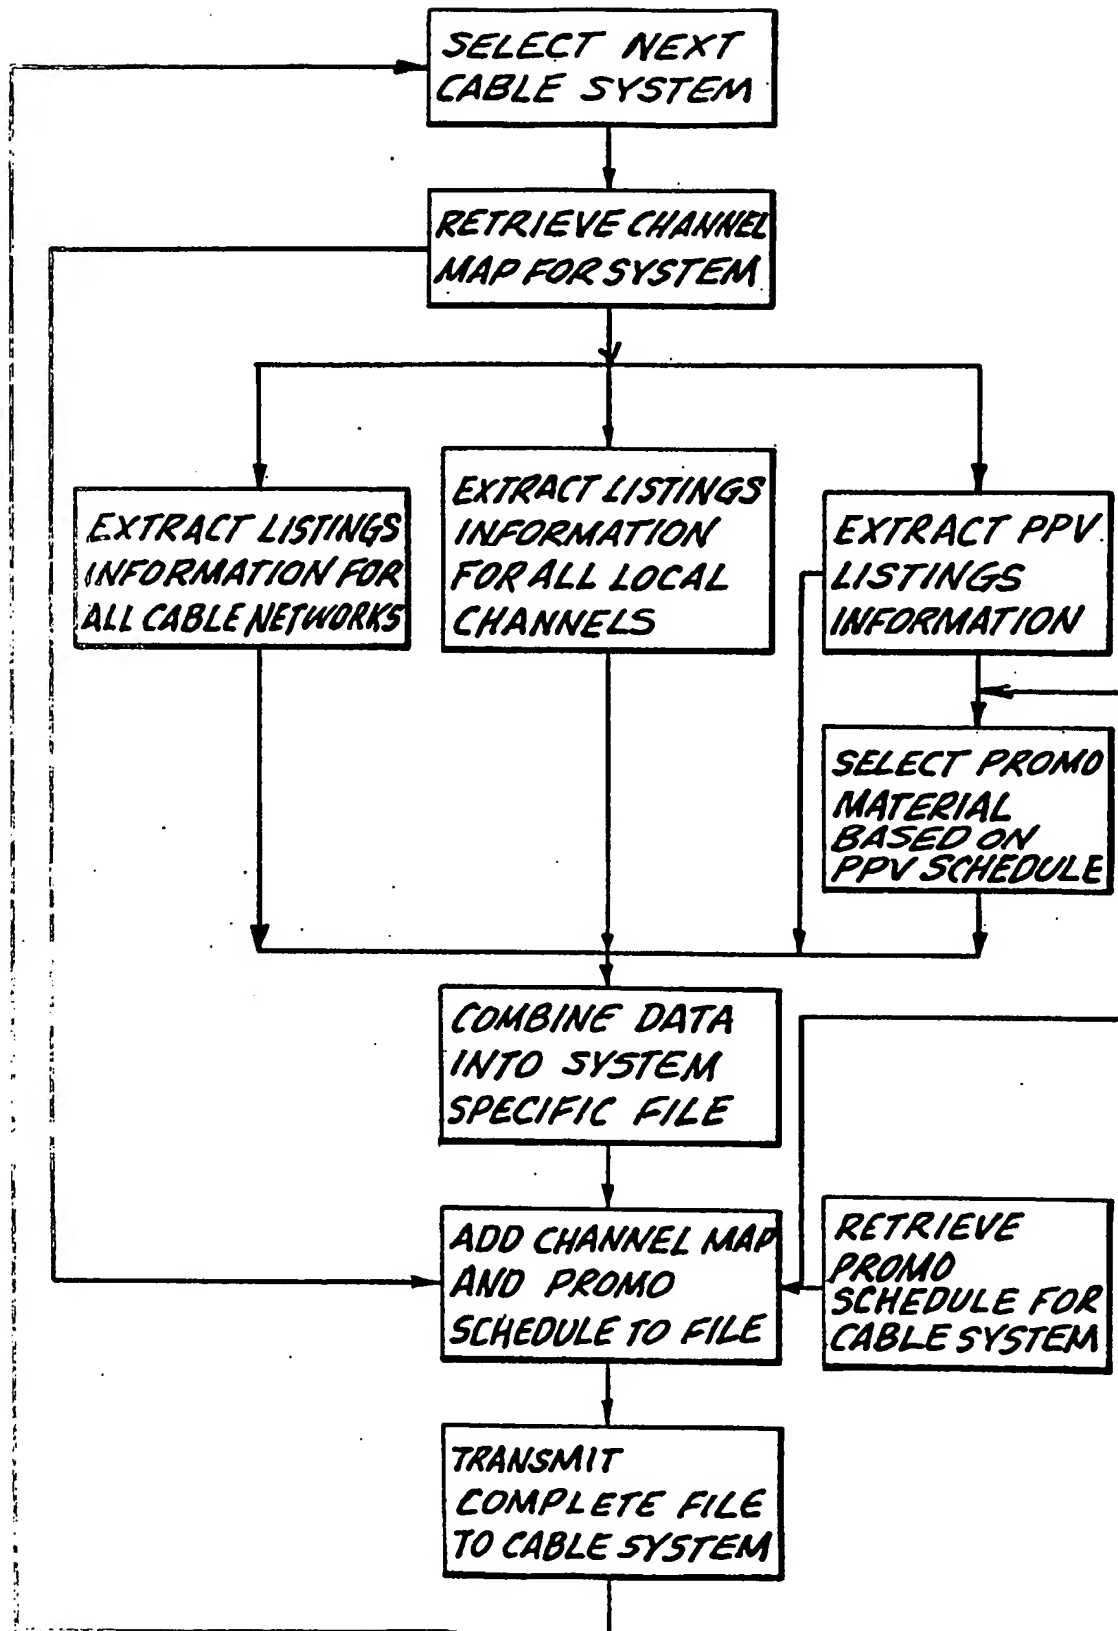 SELECT NEXT
CABLE SYSTEM
RETRIEVE CHANNEL
MAP FOR SYSTEM
EXTRACT LISTINGS
INFORMATION FOR
ALL CABLE NETWORKS
EXTRACT LISTINGS
INFORMATION
FOR ALL LOCAL
CHANNELS
EXTRACT PPV
LISTINGS
INFORMATION
SELECT PROMO
MATERIAL
BASED ON
PPV SCHEDULE
COMBINE DATA
INTO SYSTEM
SPECIFIC FILE
ADD CHANNEL MAP
AND PROMO
SCHEDULE TO FILE
RETRIEVE
PROMO
SCHEDULE FOR
CABLE SYSTEM
TRANSMIT
COMPLETE FILE
TO CABLE SYSTEM